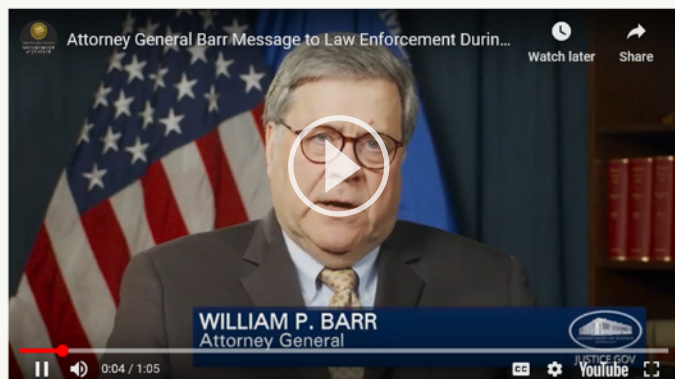 Attorney General Barr Message to Law Enforcement Durin...
Watch later
Share
WILLIAM P. BARR
Attorney General
JUSTICE.GOV
0:04 / 1:05
CC
YouTube